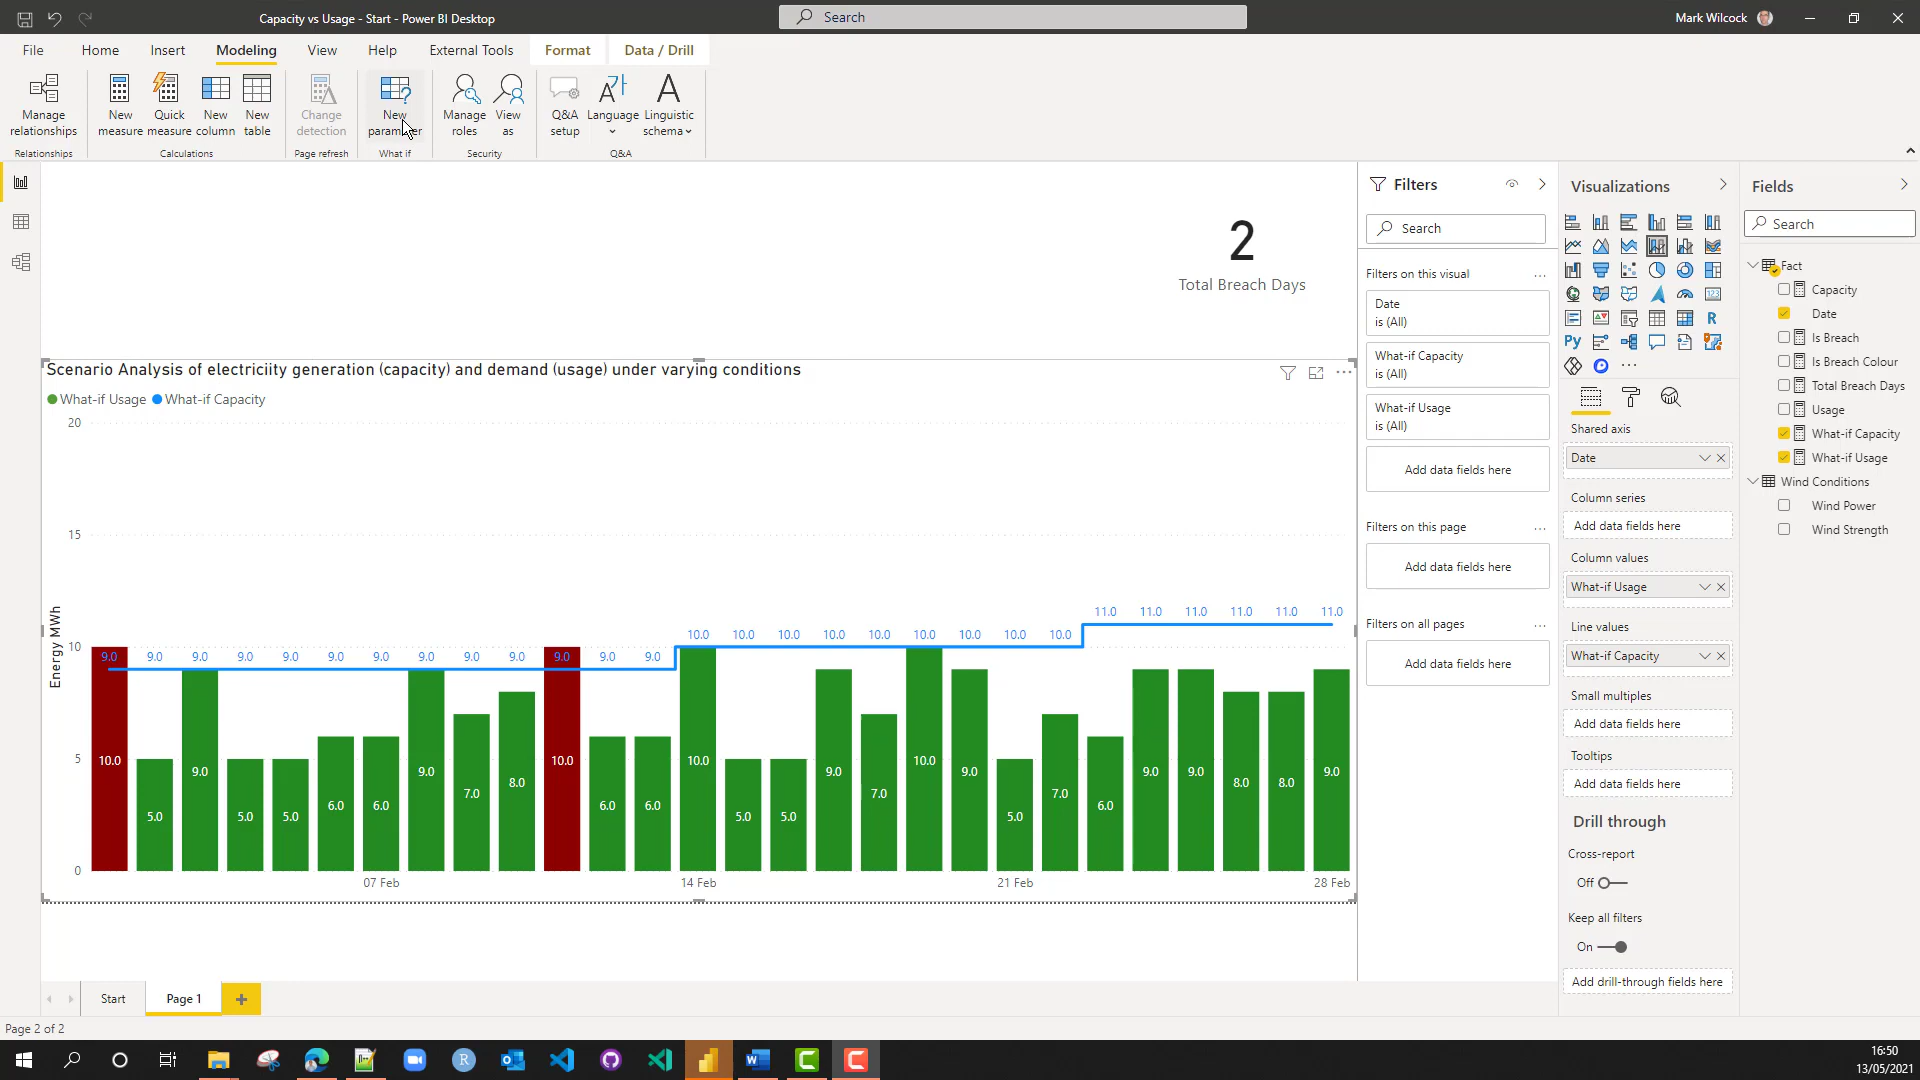 Capacity vs Usage - Start - Power BI Desktop
Search
Mark Wilcock
File
Home
Insert
Modeling
View
Help
External Tools
Format
Data / Drill
Manage
relationships
New
measure
Quick
measure
New
column
New
table
Change
detection
New
parameter
Manage
roles
View
as
Q&A
setup
Language
Linguistic
schema
Relationships
Calculations
Page refresh
What if
Security
Q&A
2
Total Breach Days
Scenario Analysis of electriciity generation (capacity) and demand (usage) under varying conditions
What-if Usage
What-if Capacity
Energy MWh
20
15
10
5
0
9.0 9.0 9.0 9.0 9.0 9.0 9.0 9.0 9.0 9.0 9.0 9.0 9.0 10.0 10.0 10.0 10.0 10.0 10.0 10.0 10.0 10.0 11.0 11.0 11.0 11.0 11.0 11.0
10.0 5.0 9.0 5.0 5.0 6.0 6.0 9.0 7.0 8.0 10.0 6.0 6.0 10.0 5.0 5.0 9.0 7.0 10.0 9.0 5.0 7.0 6.0 9.0 9.0 8.0 8.0 9.0
07 Feb
14 Feb
21 Feb
28 Feb
Filters
Search
Filters on this visual
Date
is (All)
What-if Capacity
is (All)
What-if Usage
is (All)
Add data fields here
Filters on this page
Add data fields here
Filters on all pages
Add data fields here
Visualizations
R
Py
123
Shared axis
Date
Column series
Add data fields here
Column values
What-if Usage
Line values
What-if Capacity
Small multiples
Add data fields here
Tooltips
Add data fields here
Drill through
Cross-report
Off
Keep all filters
On
Add drill-through fields here
Fields
Search
Fact
Capacity
Date
Is Breach
Is Breach Colour
Total Breach Days
Usage
What-if Capacity
What-if Usage
Wind Conditions
Wind Power
Wind Strength
Start
Page 1
Page 2 of 2
16:50
13/05/2021